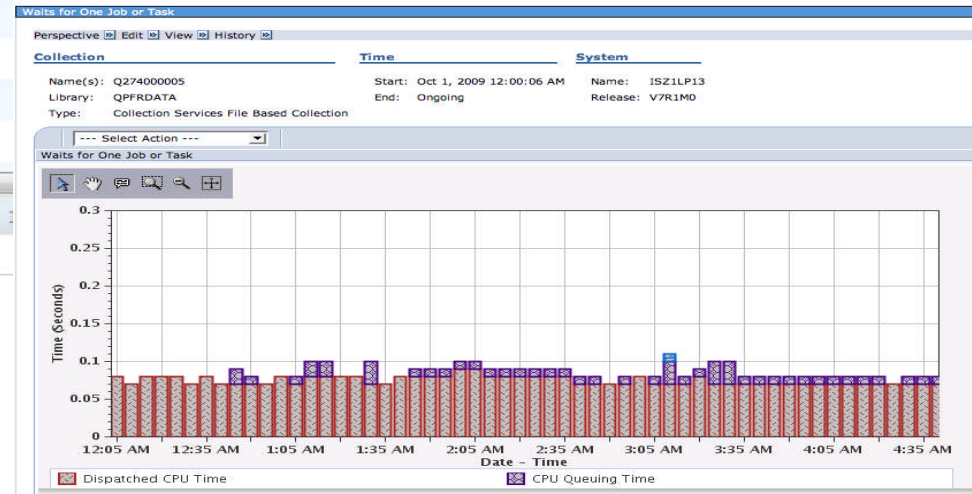 Waits for One Job or Task
Perspective Edit View History
Collection Time System
Name(s): Q274000005 Start: Oct 1, 2009 12:00:06 AM Name: ISZ1LP13
Library: QPFRDATA End: Ongoing Release: V7R1M0
Type: Collection Services File Based Collection
--- Select Action ---
Waits for One Job or Task
0.3
0.25
0.2
0.15
0.1
0.05
0
Time (Seconds)
12:05 AM 12:35 AM 1:05 AM 1:35 AM 2:05 AM 2:35 AM 3:05 AM 3:35 AM 4:05 AM 4:35 AM
Date - Time
Dispatched CPU Time CPU Queuing Time